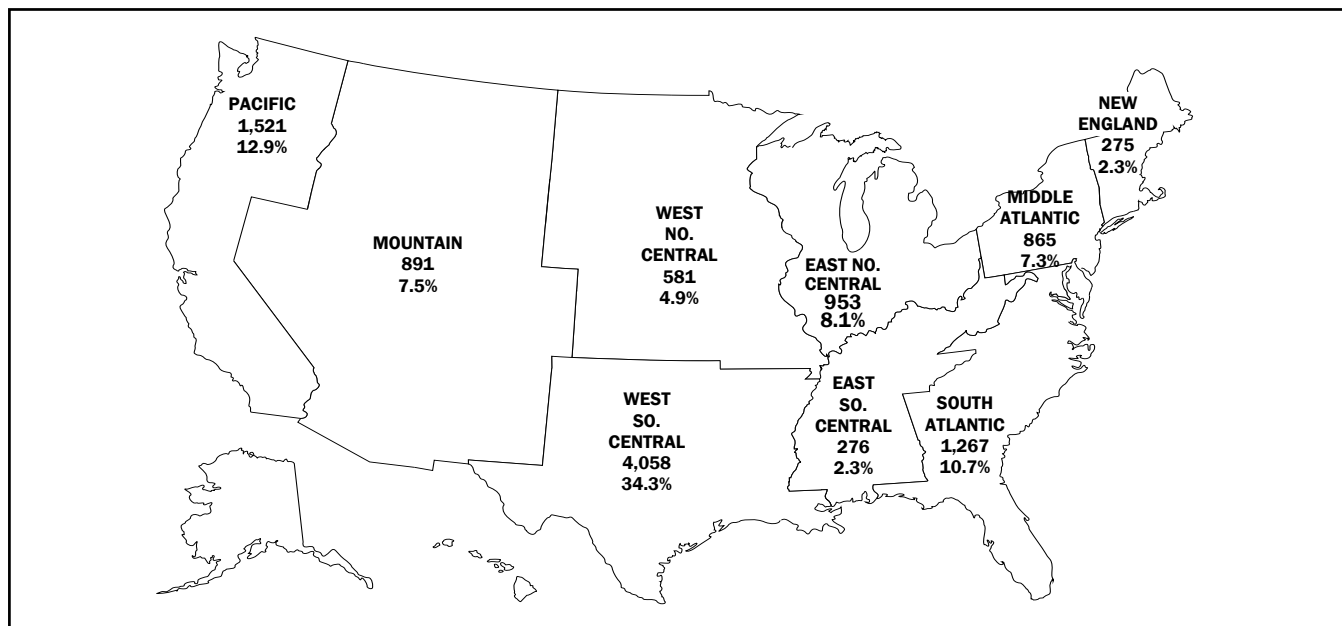 PACIFIC
1,521
12.9%
MOUNTAIN
891
7.5%
WEST
NO.
CENTRAL
581
4.9%
WEST
SO.
CENTRAL
4,058
34.3%
EAST NO.
CENTRAL
953
8.1%
EAST
SO.
CENTRAL
276
2.3%
SOUTH
ATLANTIC
1,267
10.7%
MIDDLE
ATLANTIC
865
7.3%
NEW
ENGLAND
275
2.3%